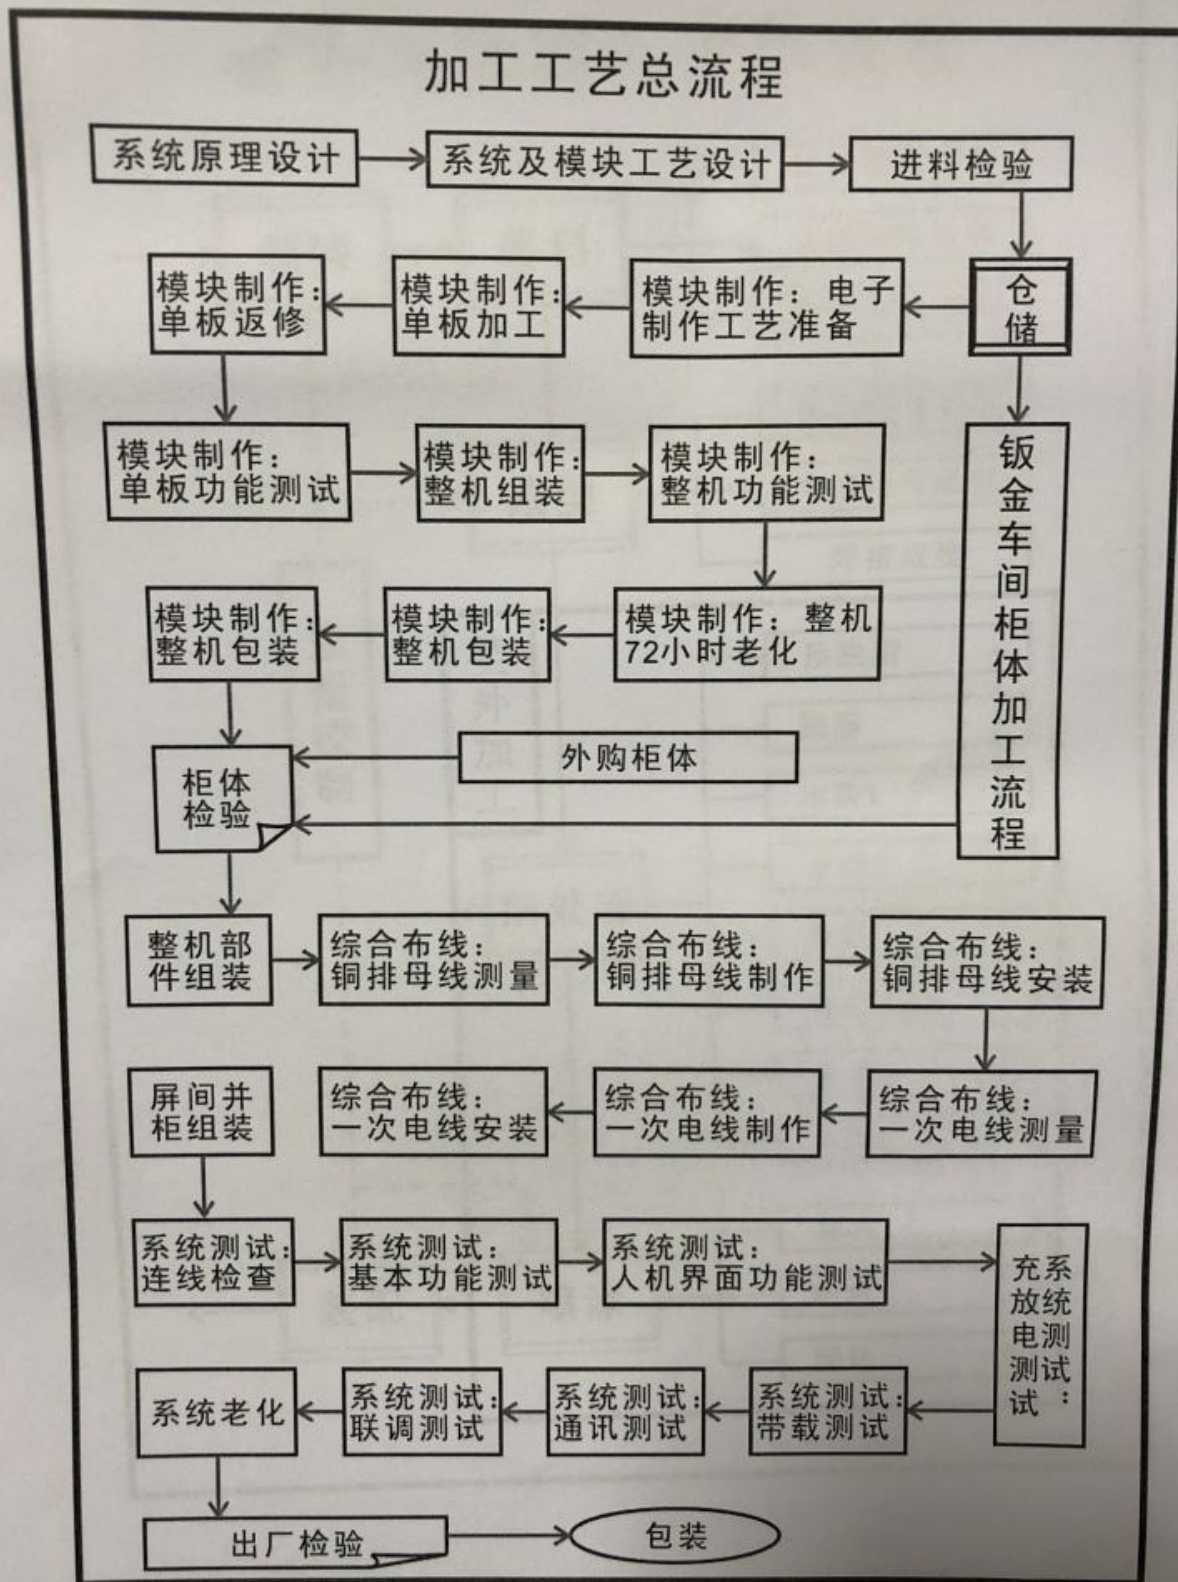 加工工艺总流程
系统原理设计
系统及模块工艺设计
进料检验
仓
储
模块制作：电子
制作工艺准备
模块制作：
单板加工
模块制作：
单板返修
模块制作：
单板功能测试
模块制作：
整机组装
模块制作：
整机功能测试
钣金车间柜体加工流程
模块制作：整机
72小时老化
模块制作：
整机包装
模块制作：
整机包装
柜体
检验
外购柜体
整机部
件组装
综合布线：
铜排母线测量
综合布线：
铜排母线制作
综合布线：
铜排母线安装
综合布线：
一次电线测量
综合布线：
一次电线制作
综合布线：
一次电线安装
屏间并
柜组装
系统测试：
连线检查
系统测试：
基本功能测试
系统测试：
人机界面功能测试
系统测试：
充放电测试
系统测试：
带载测试
系统测试：
通讯测试
系统测试：
联调测试
系统老化
出厂检验
包装